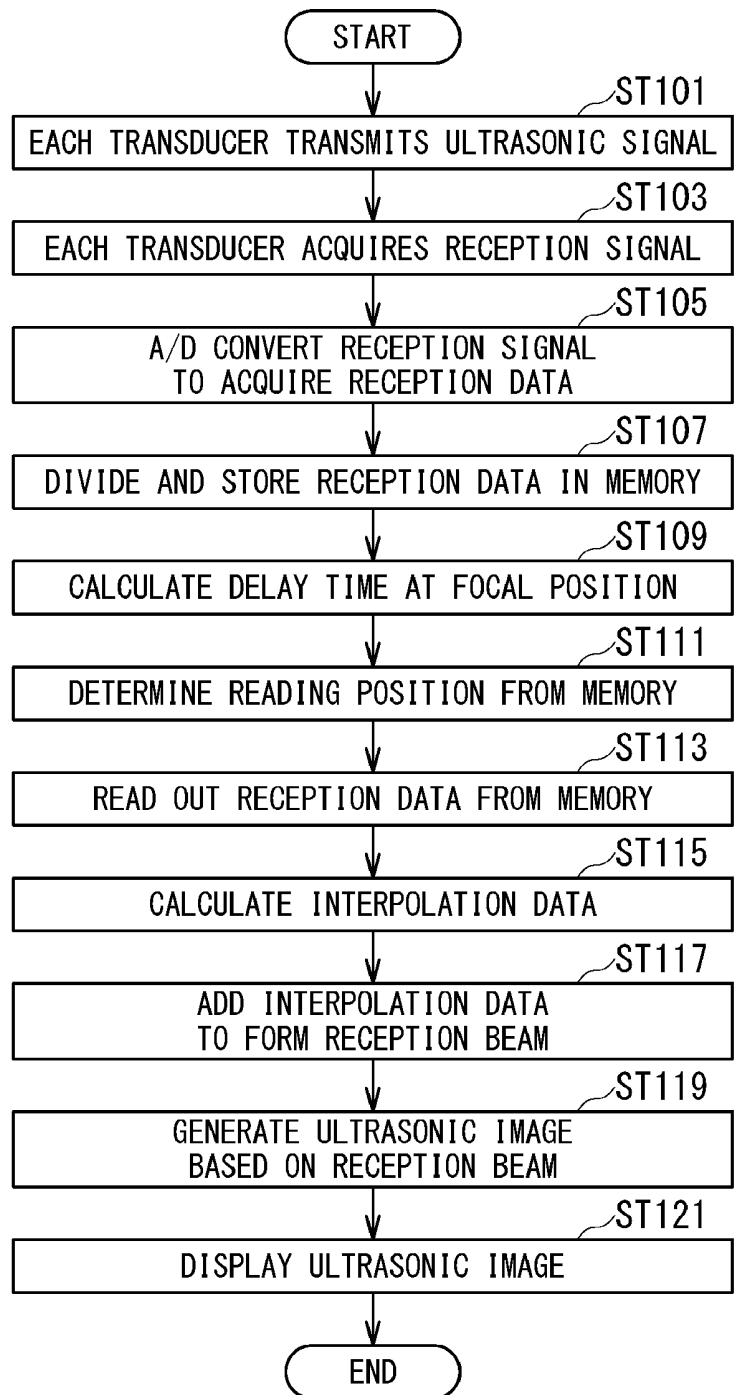 START
ST101
EACH TRANSDUCER TRANSMITS ULTRASONIC SIGNAL
ST103
EACH TRANSDUCER ACQUIRES RECEPTION SIGNAL
ST105
A/D CONVERT RECEPTION SIGNAL
TO ACQUIRE RECEPTION DATA
ST107
DIVIDE AND STORE RECEPTION DATA IN MEMORY
ST109
CALCULATE DELAY TIME AT FOCAL POSITION
ST111
DETERMINE READING POSITION FROM MEMORY
ST113
READ OUT RECEPTION DATA FROM MEMORY
ST115
CALCULATE INTERPOLATION DATA
ST117
ADD INTERPOLATION DATA
TO FORM RECEPTION BEAM
ST119
GENERATE ULTRASONIC IMAGE
BASED ON RECEPTION BEAM
ST121
DISPLAY ULTRASONIC IMAGE
END